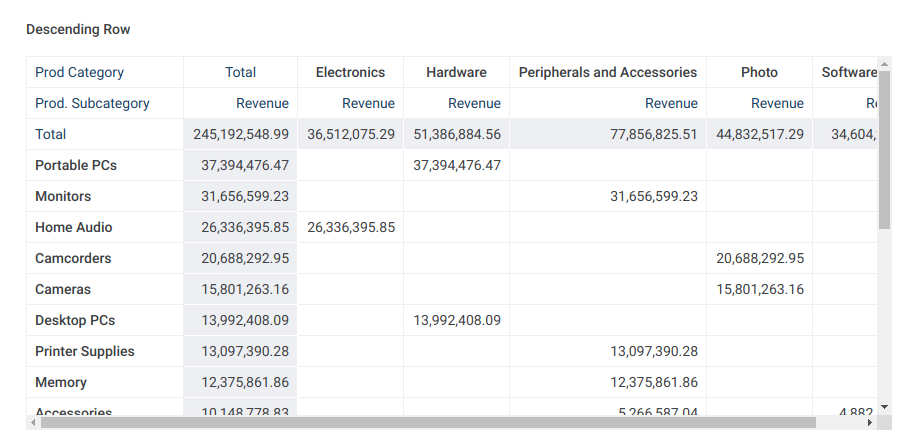 Descending Row
Prod Category Total Electronics Hardware Peripherals and Accessories Photo Software
Prod. Subcategory Revenue Revenue Revenue Revenue Revenue
Total 245,192,548.99 36,512,075.29 51,386,884.56 77,856,825.51 44,832,517.29 34,604,
Portable PCs 37,394,476.47 37,394,476.47
Monitors 31,656,599.23 31,656,599.23
Home Audio 26,336,395.85 26,336,395.85
Camcorders 20,688,292.95 20,688,292.95
Cameras 15,801,263.16 15,801,263.16
Desktop PCs 13,992,408.09 13,992,408.09
Printer Supplies 13,097,390.28 13,097,390.28
Memory 12,375,861.86 12,375,861.86
Accessories 10,148,778.83 5,266,587.04 4,882